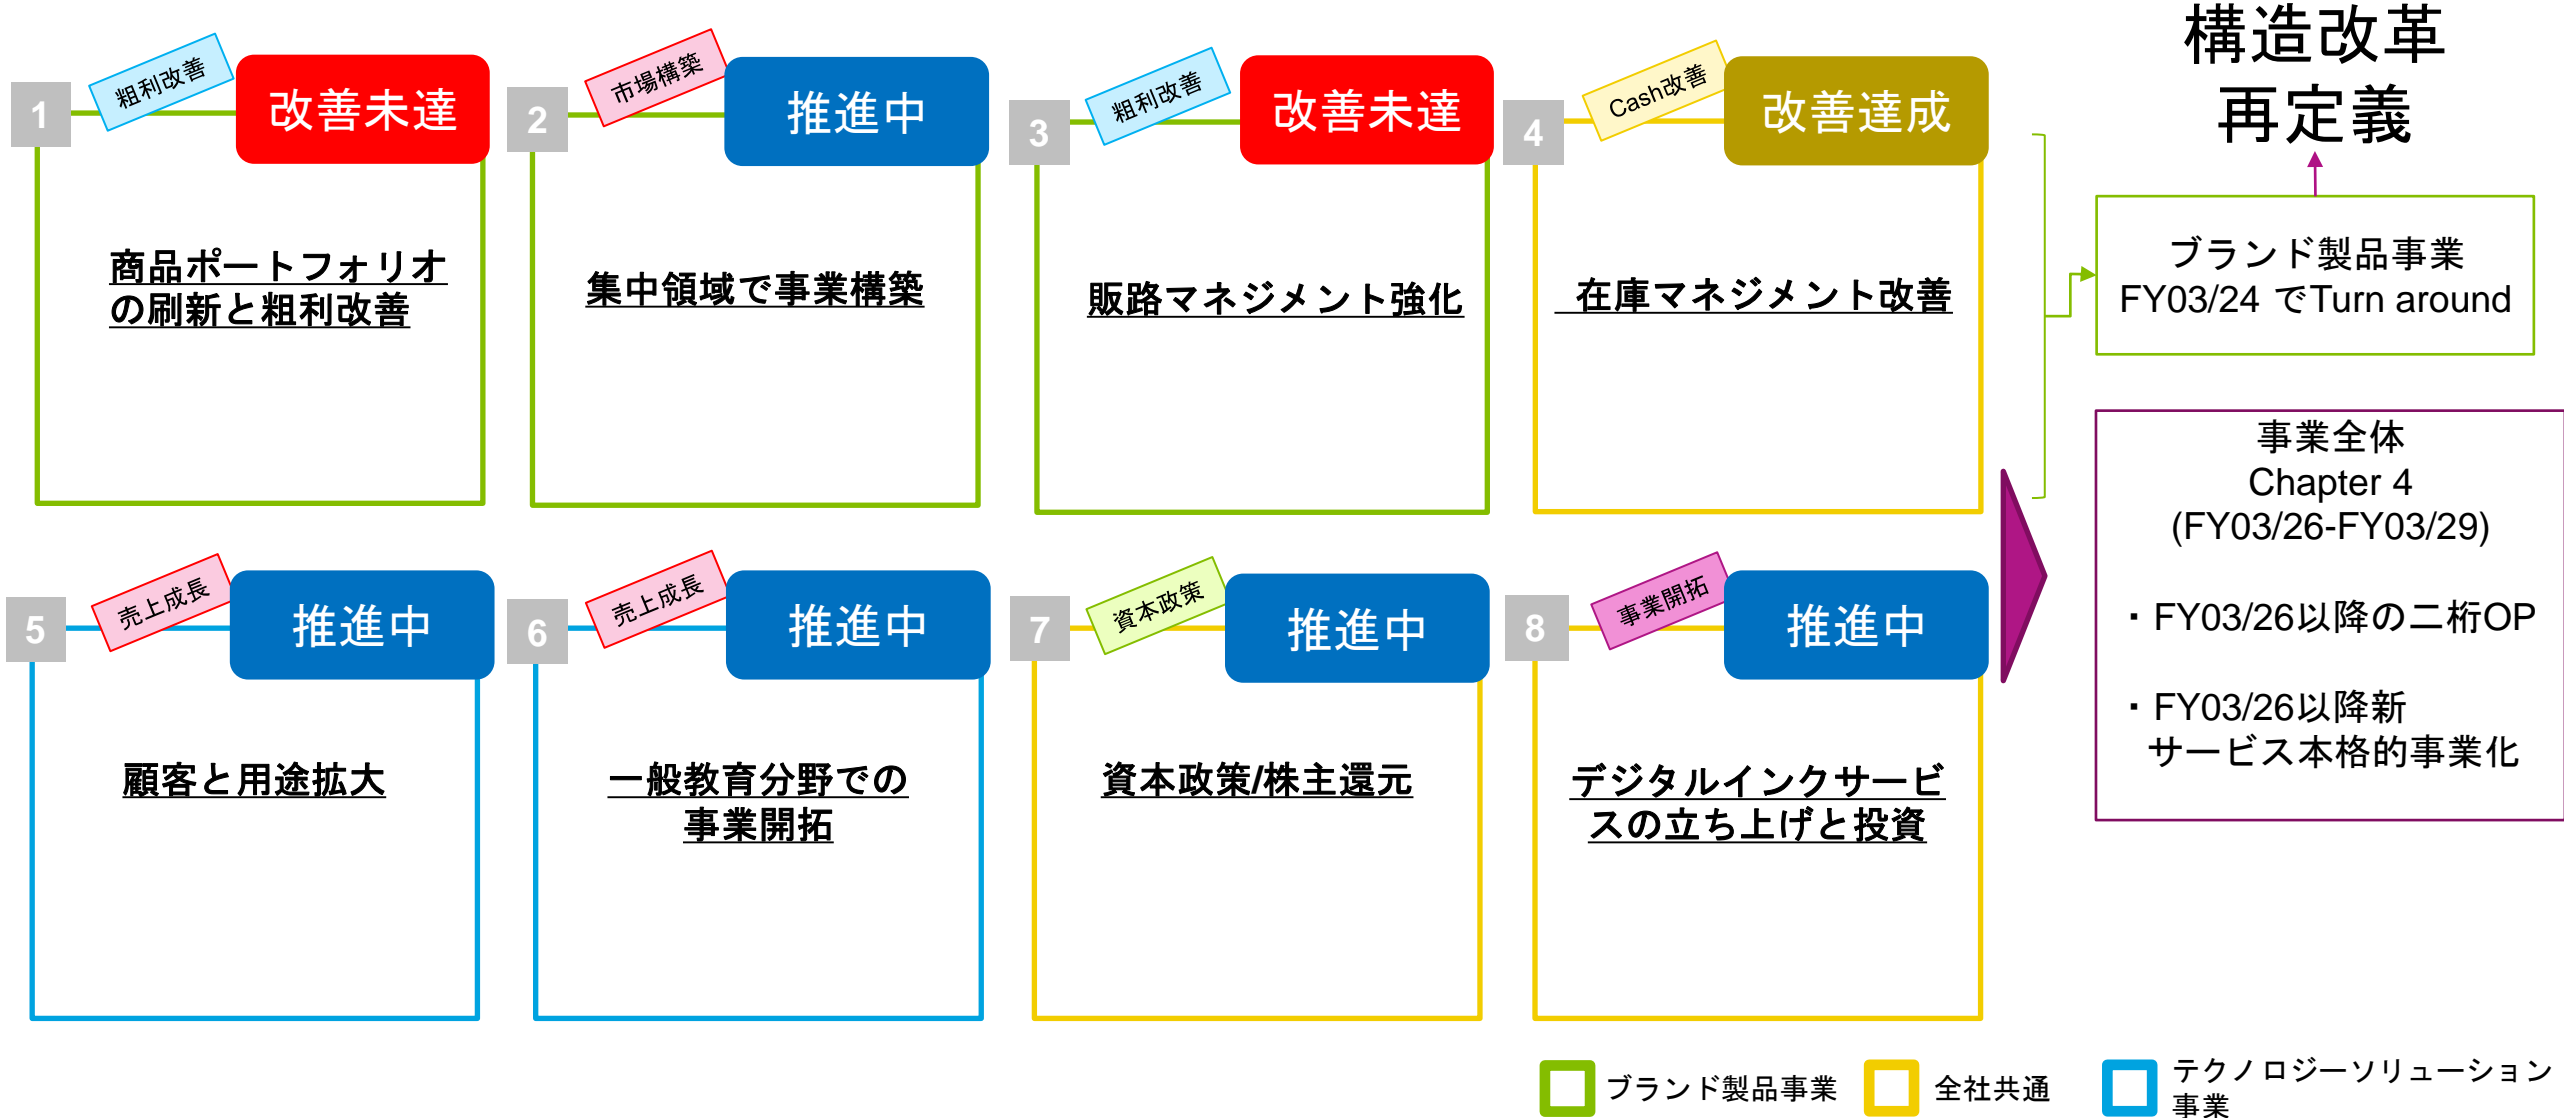 1
粗利改善
改善未達
商品ポートフォリオ
の刷新と粗利改善
2
市場構築
推進中
集中領域で事業構築
3
粗利改善
改善未達
販路マネジメント強化
4
Cash改善
改善達成
在庫マネジメント改善
構造改革
再定義
ブランド製品事業
FY03/24 でTurn around
事業全体
Chapter 4
(FY03/26-FY03/29)
・FY03/26以降の二桁OP
・FY03/26以降新
サービス本格的事業化
5
売上成長
推進中
顧客と用途拡大
6
売上成長
推進中
一般教育分野での
事業開拓
7
資本政策
推進中
資本政策/株主還元
8
事業開拓
推進中
デジタルインクサービ
スの立ち上げと投資
ブランド製品事業
全社共通
テクノロジーソリューション
事業